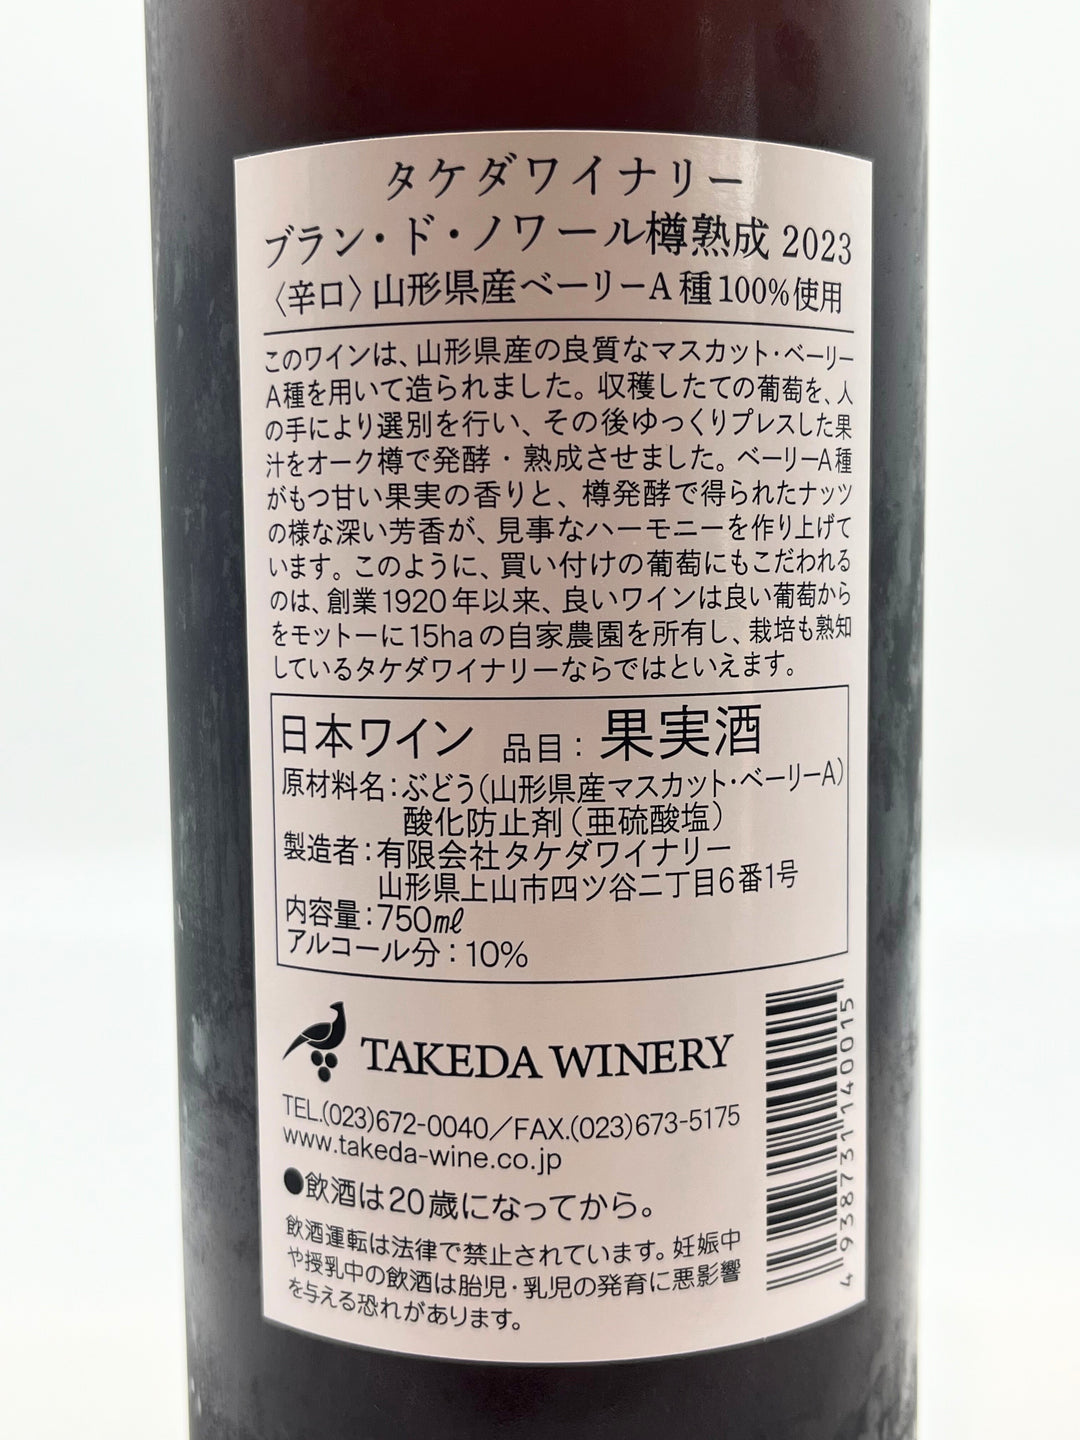 タケダワイナリー
ブラン・ド・ノワール樽熟成 2023
〈辛口〉山形県産ベーリーA種100%使用
このワインは、山形県産の良質なマスカット・ベーリー
A種を用いて造られました。収穫したての葡萄を、人
の手により選別を行い、その後ゆっくりプレスした果
汁をオーク樽で発酵・熟成させました。ベーリーA種
がもつ甘い果実の香りと、樽発酵で得られたナッツ
の様な深い芳香が、見事なハーモニーを作り上げて
います。このように、買い付けの葡萄にもこだわれる
のは、創業1920年以来、良いワインは良い葡萄から
をモットーに15haの自家農園を所有し、栽培も熟知
しているタケダワイナリーならではといえます。
日本ワイン 品目：果実酒
原材料名：ぶどう（山形県産マスカット・ベーリーA）
酸化防止剤（亜硫酸塩）
製造者：有限会社タケダワイナリー
山形県上山市四ツ谷二丁目6番1号
内容量：750㎖
アルコール分：10%
TAKEDA WINERY
TEL.(023)672-0040／FAX.(023)673-5175
www.takeda-wine.co.jp
●飲酒は20歳になってから。
飲酒運転は法律で禁止されています。妊娠中
や授乳中の飲酒は胎児・乳児の発育に悪影響
を与える恐れがあります。
4938731140015